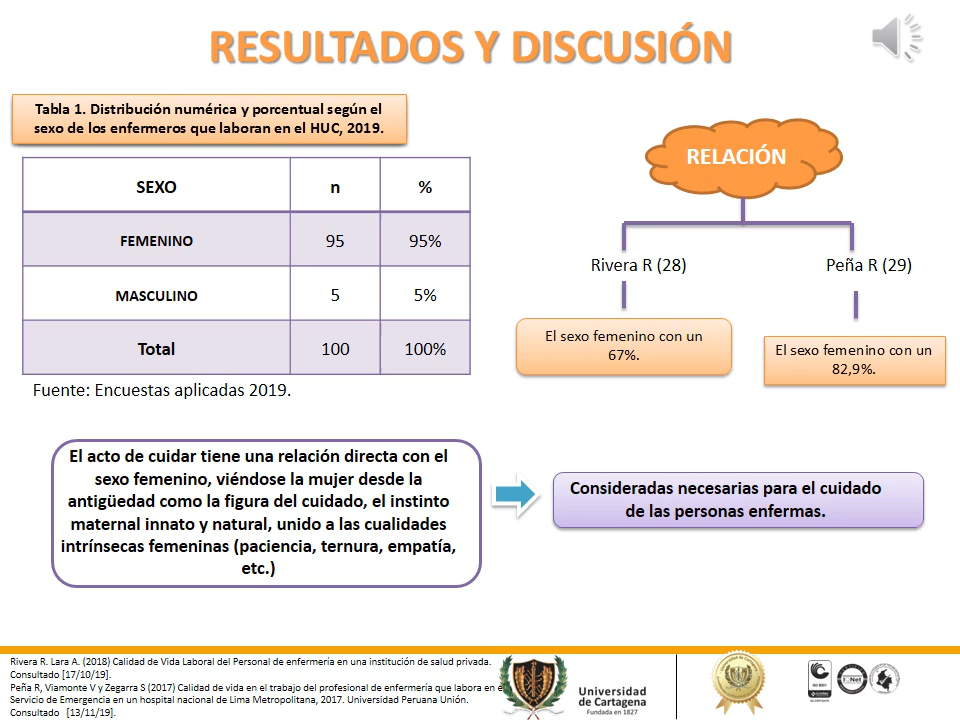 RESULTADOS Y DISCUSIÓN
Tabla 1. Distribución numérica y porcentual según el
sexo de los enfermeros que laboran en el HUC, 2019.
SEXO n %
FEMENINO 95 95%
MASCULINO 5 5%
Total 100 100%
Fuente: Encuestas aplicadas 2019.
RELACIÓN
Rivera R (28)
Peña R (29)
El sexo femenino con un
67%.
El sexo femenino con un
82,9%.
El acto de cuidar tiene una relación directa con el
sexo femenino, viéndose la mujer desde la
antigüedad como la figura del cuidado, el instinto
maternal innato y natural, unido a las cualidades
intrínsecas femeninas (paciencia, ternura, empatía,
etc.)
Consideradas necesarias para el cuidado
de las personas enfermas.
Rivera R. Lara A. (2018) Calidad de Vida Laboral del Personal de enfermería en una institución de salud privada.
Consultado [17/10/19].
Peña R, Viamonte V y Zegarra S (2017) Calidad de vida en el trabajo del profesional de enfermería que labora en e
Servicio de Emergencia en un hospital nacional de Lima Metropolitana, 2017. Universidad Peruana Unión.
Consultado [13/11/19].
Universidad
de Cartagena
Fundada en 1827
IQNet